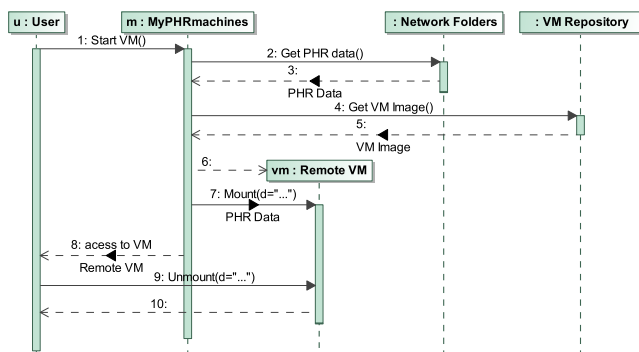 u : User
m : MyPHRmachines
: Network Folders
: VM Repository
1: Start VM()
2: Get PHR data()
3:
PHR Data
4: Get VM Image()
5:
VM Image
6:
vm : Remote VM
7: Mount(d="...")
PHR Data
8: acess to VM
Remote VM
9: Unmount(d="...")
10: